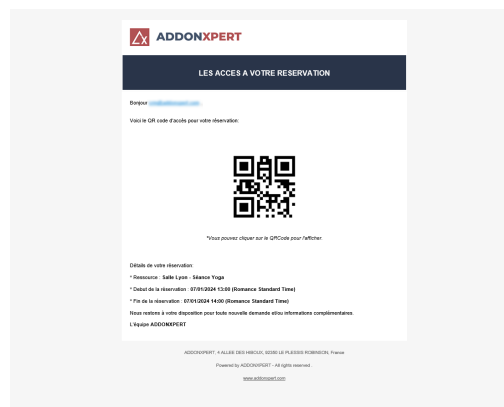 ADDONXPERT
LES ACCES A VOTRE RESERVATION
Bonjour
Voici le QR code d'accès pour votre réservation:
*Vous pouvez cliquer sur le QRCode pour l'afficher.
Détails de votre réservation:
* Ressource : Salle Lyon - Séance Yoga
* Debut de la réservation : 07/01/2024 13:00 (Romance Standard Time)
* Fin de la réservation : 07/01/2024 14:00 (Romance Standard Time)
Nous restons à votre disposition pour toute nouvelle demande et/ou informations complémentaires.
L'équipe ADDONXPERT
ADDONXPERT, 4 ALLEE DES HIBOUX, 92350 LE PLESSIS ROBINSON, France
Powered by ADDONXPERT - All rights reserved.
www.addonxpert.com